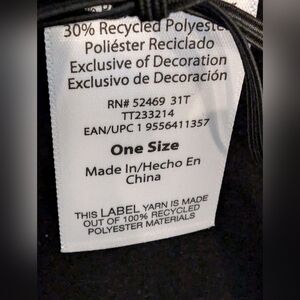 30% Recycled Polyester
Poliéster Reciclado
Exclusive of Decoration
Exclusivo de Decoración
RN# 52469 31T
TT233214
EAN/UPC 1 9556411357
One Size
Made In/Hecho En
China
THIS LABEL YARN IS MADE
OUT OF 100% RECYCLED
POLYESTER MATERIALS